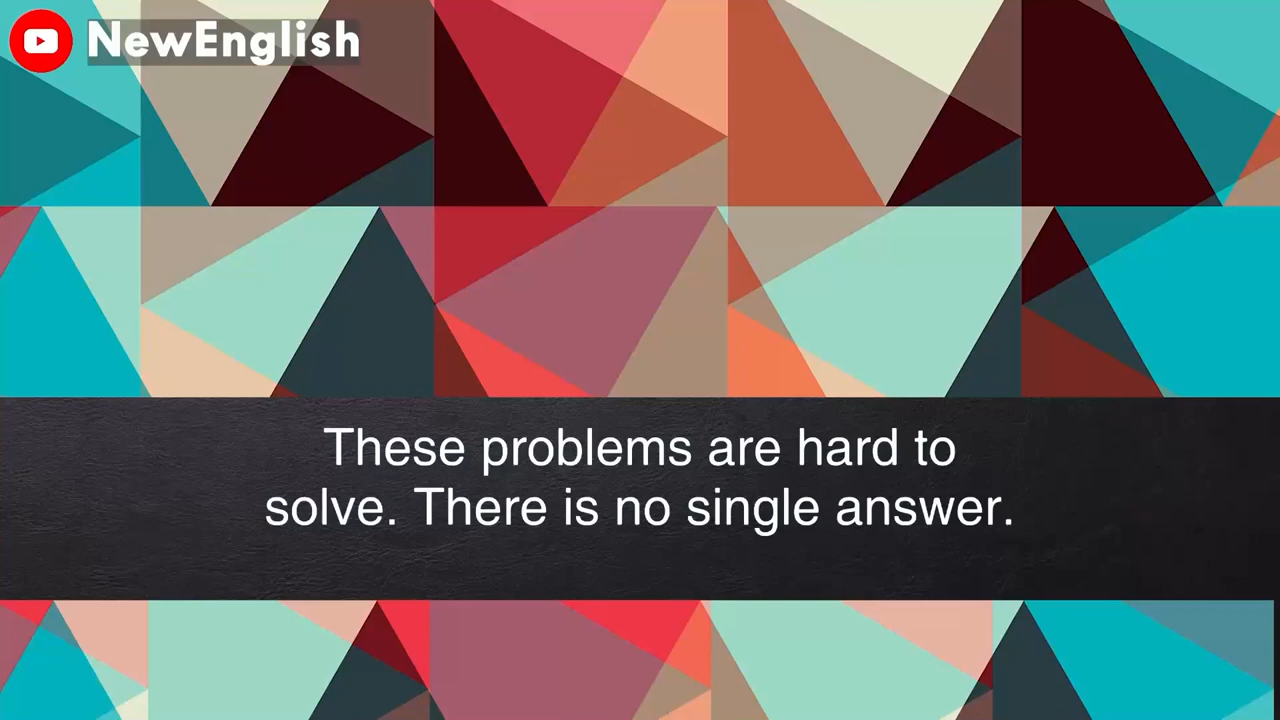 NewEnglish
These problems are hard to
solve. There is no single answer.